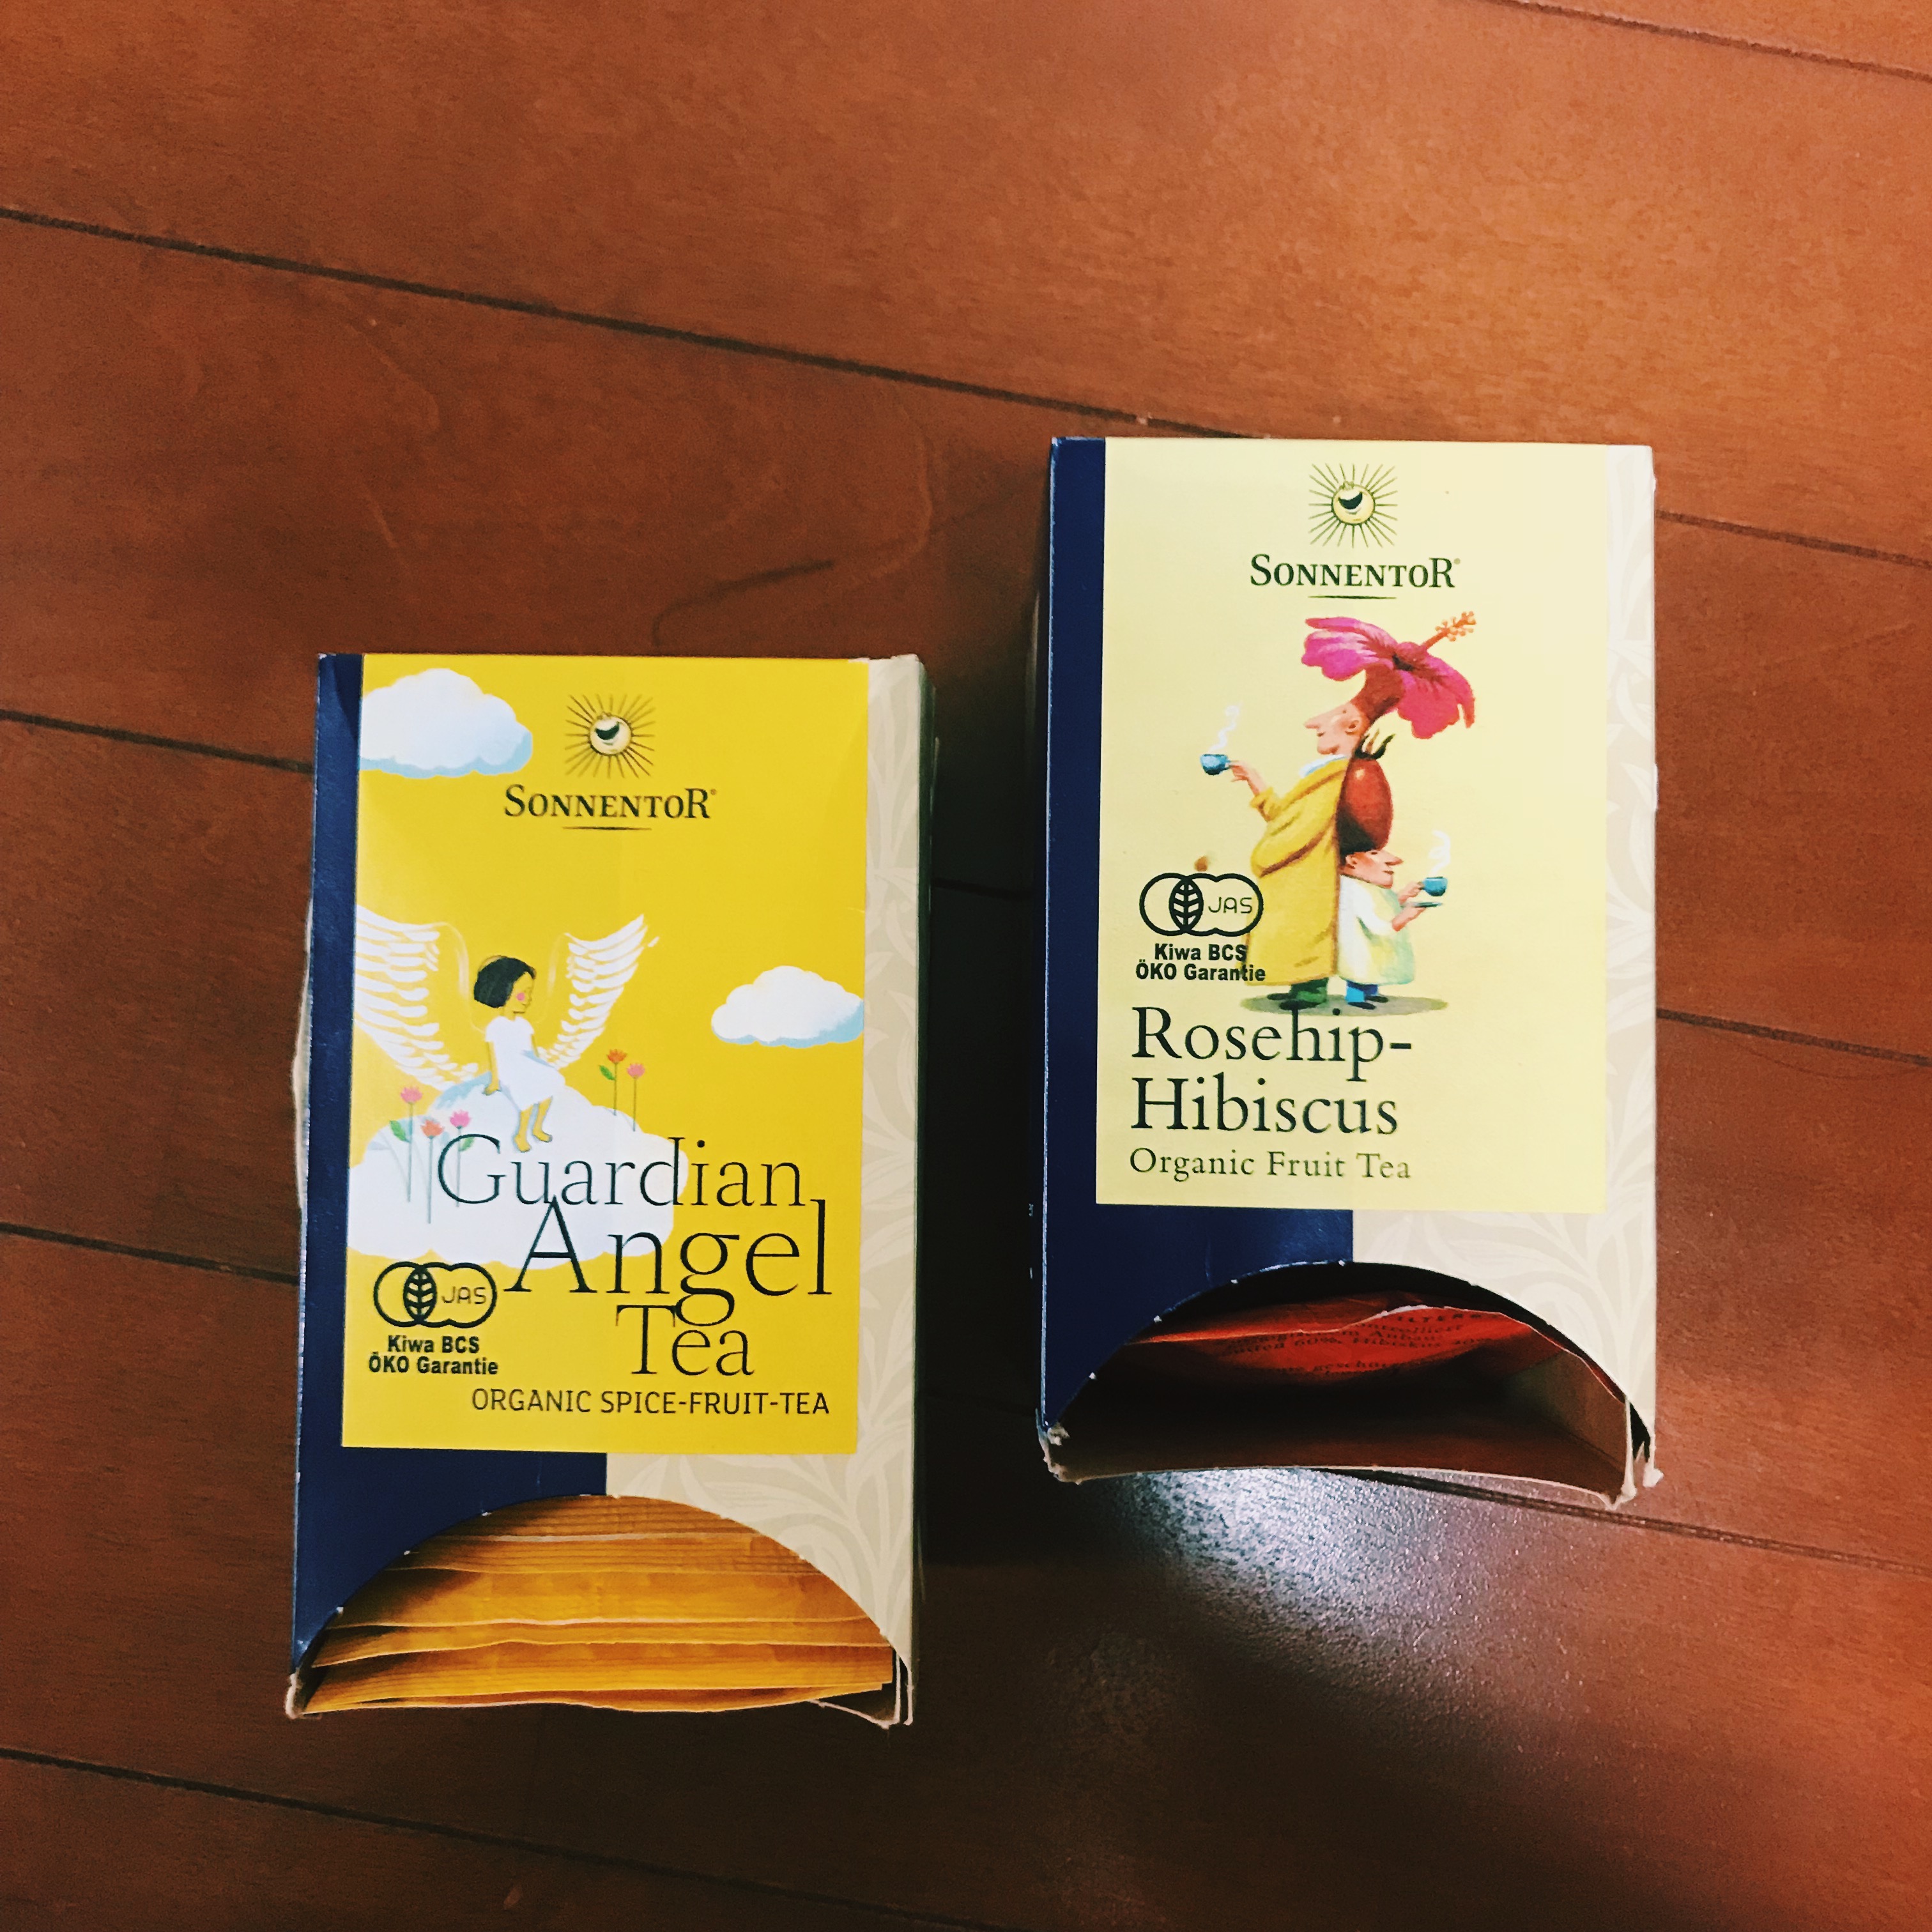 SONNENTOR®
Guardian
Angel
Tea
JAS
Kiwa BCS
ÖKO Garantie
ORGANIC SPICE-FRUIT-TEA
SONNENTOR®
JAS
Kiwa BCS
ÖKO Garantie
Rosehip-
Hibiscus
Organic Fruit Tea